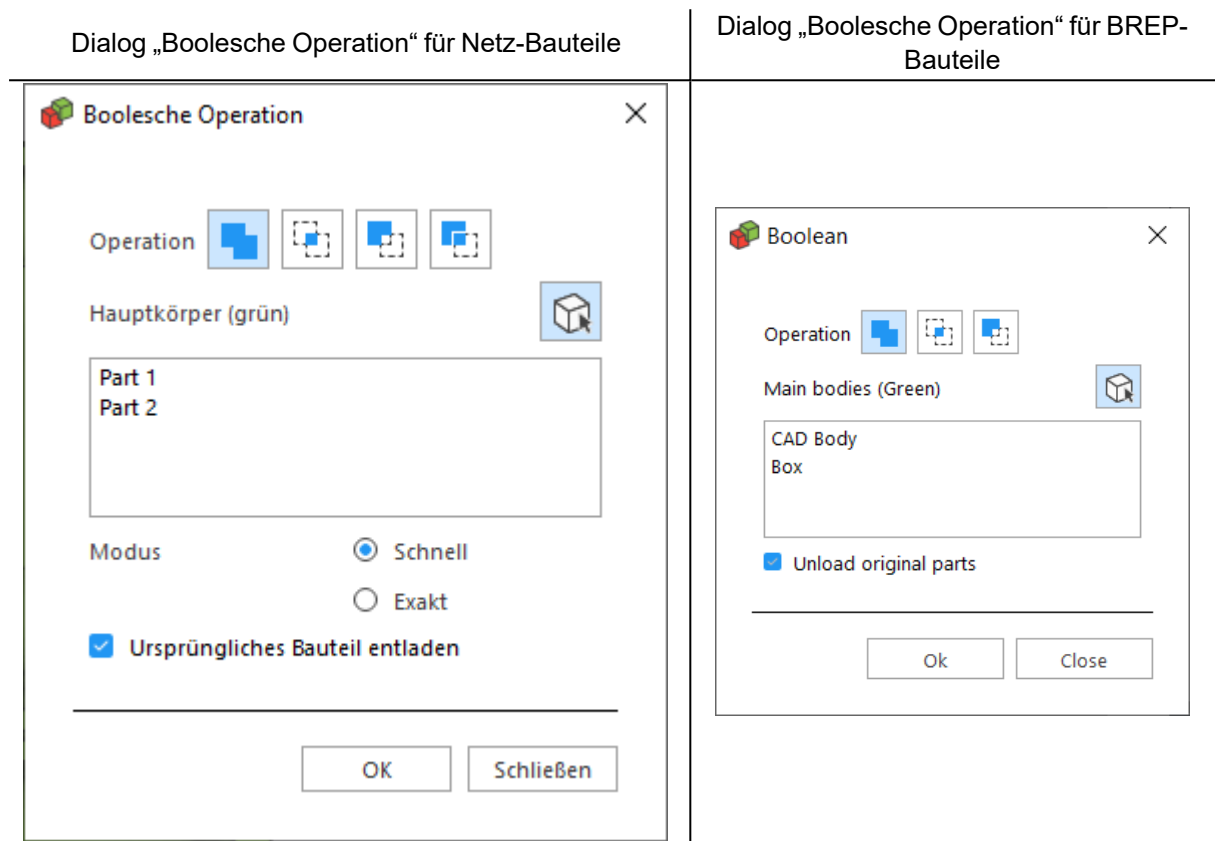 Dialog „Boolesche Operation“ für Netz-Bauteile
Dialog „Boolesche Operation“ für BREP-
Bauteile
Boolesche Operation
Operation
Hauptkörper (grün)
Part 1
Part 2
Modus
Schnell
Exakt
Ursprüngliches Bauteil entladen
OK
Schließen
Boolean
Operation
Main bodies (Green)
CAD Body
Box
Unload original parts
Ok
Close